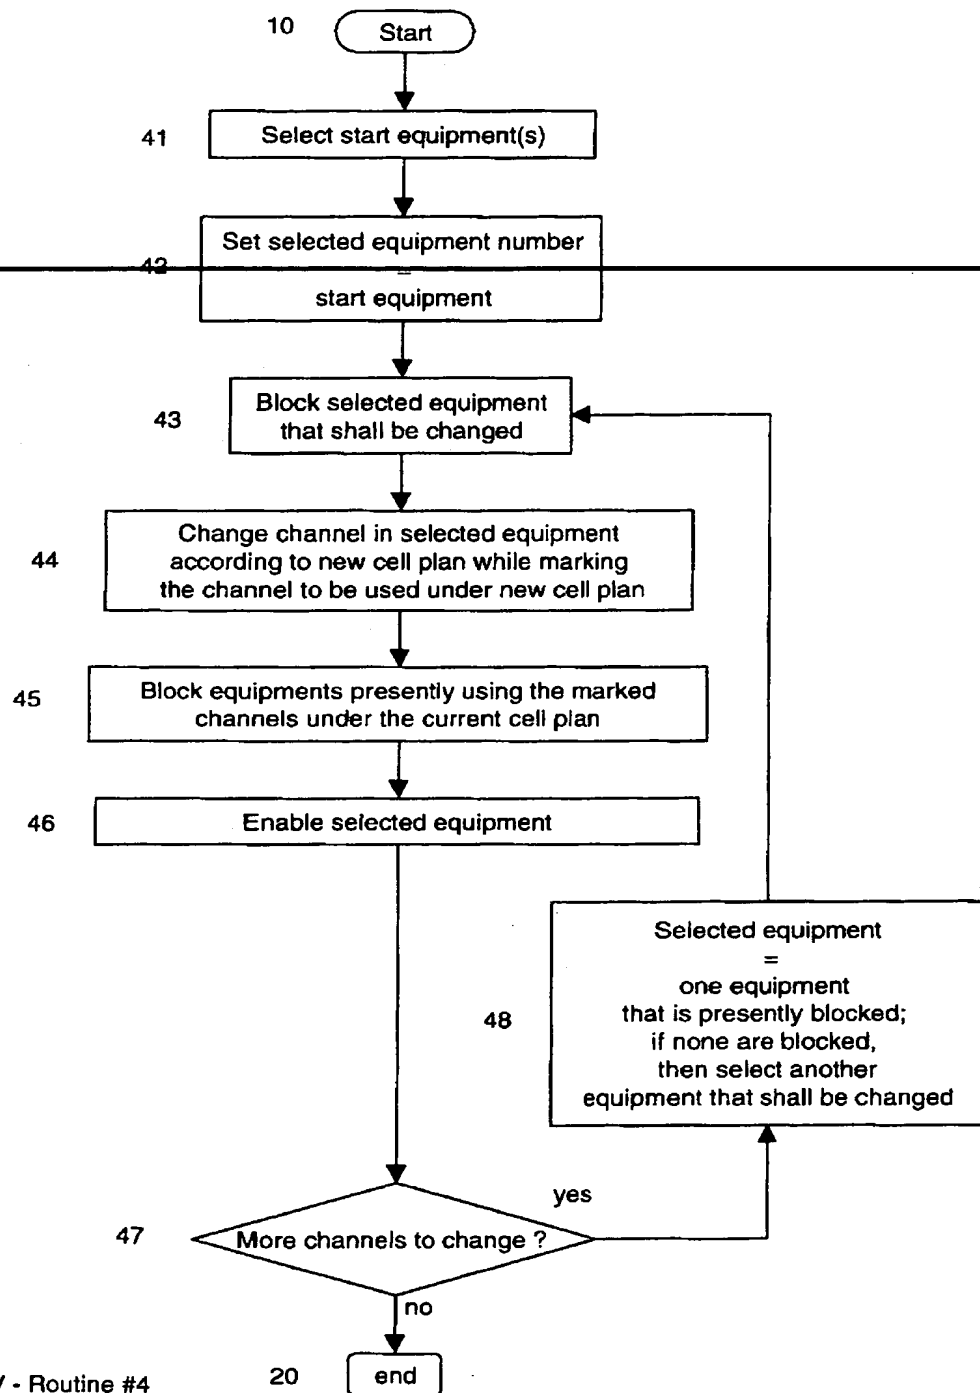 10
Start
41
Select start equipment(s)
42
Set selected equipment number
=
start equipment
43
Block selected equipment
that shall be changed
44
Change channel in selected equipment
according to new cell plan while marking
the channel to be used under new cell plan
45
Block equipments presently using the marked
channels under the current cell plan
46
Enable selected equipment
48
Selected equipment
=
one equipment
that is presently blocked;
if none are blocked,
then select another
equipment that shall be changed
47
More channels to change ?
yes
no
20
end
- Routine #4